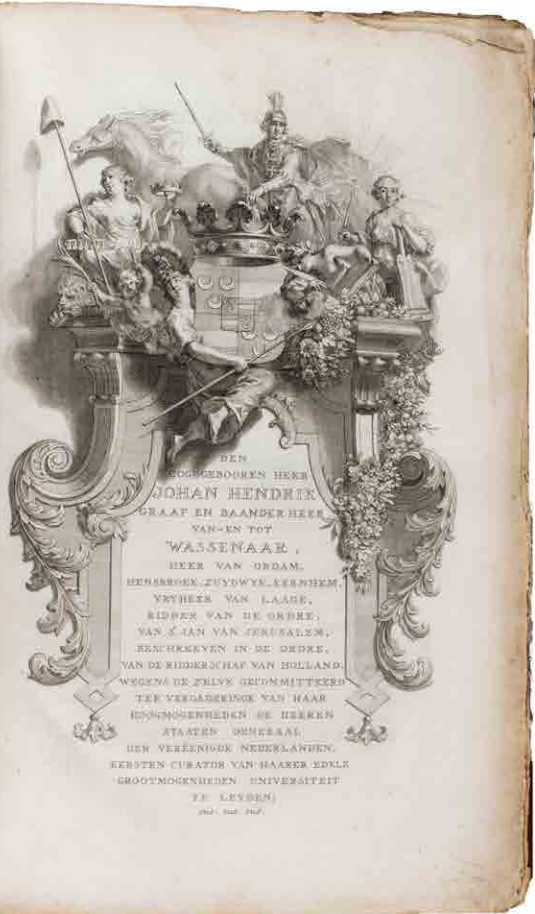 DEN
HOOGGEBOOREN HEER
JOHAN HENDRIK
GRAAF EN BAANDER HEER
VAN-EN TOT
WASSENAAR,
HEER VAN OBDAM,
HENSBROEK, ZUYDWYK, KERNHEM,
VRYHEER VAN LAAGE,
RIDDER VAN DE ORDRE,
VAN S.T JAN VAN JERUSALEM,
BESCHREEVEN IN DE ORDRE,
VAN DE RIDDERSCHAP VAN HOLLAND;
WEGENS DE ZELVE GECOMMITTEERD
TER VERGADERINGE VAN HAAR
HOOGMOGENHEDEN DE HEEREN
STAATEN GENERAAL
DER VERÉENIGDE NEDERLANDEN,
EERSTEN CURATOR VAN HAARER EDELE
GROOTMOGENHEDEN UNIVERSITEIT
TE LEYDEN;